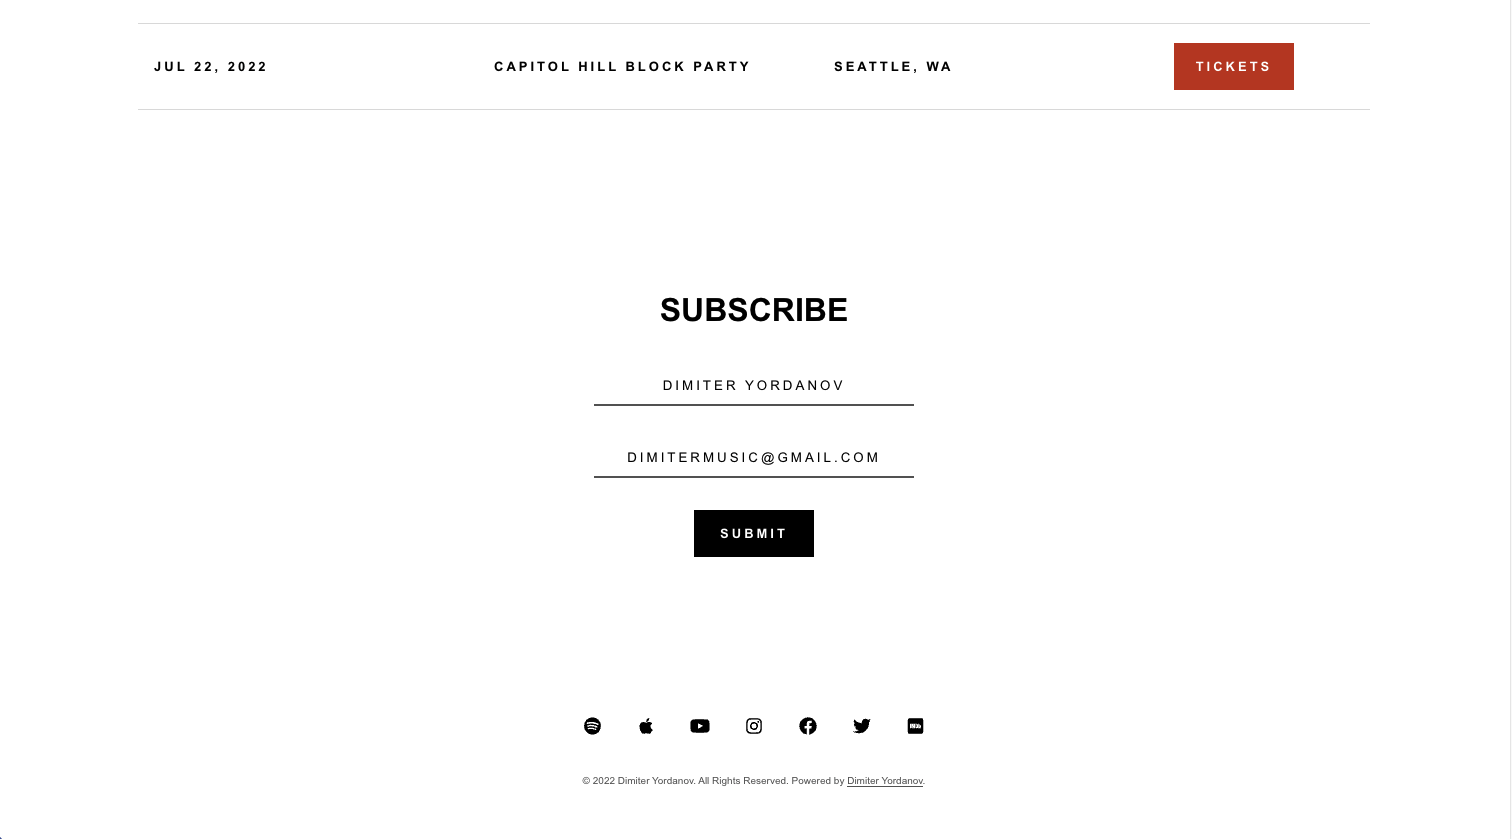 JUL 22, 2022 CAPITOL HILL BLOCK PARTY SEATTLE, WA TICKETS
SUBSCRIBE
DIMITER YORDANOV
DIMITERMUSIC@GMAIL.COM
SUBMIT
© 2022 Dimiter Yordanov. All Rights Reserved. Powered by Dimiter Yordanov.